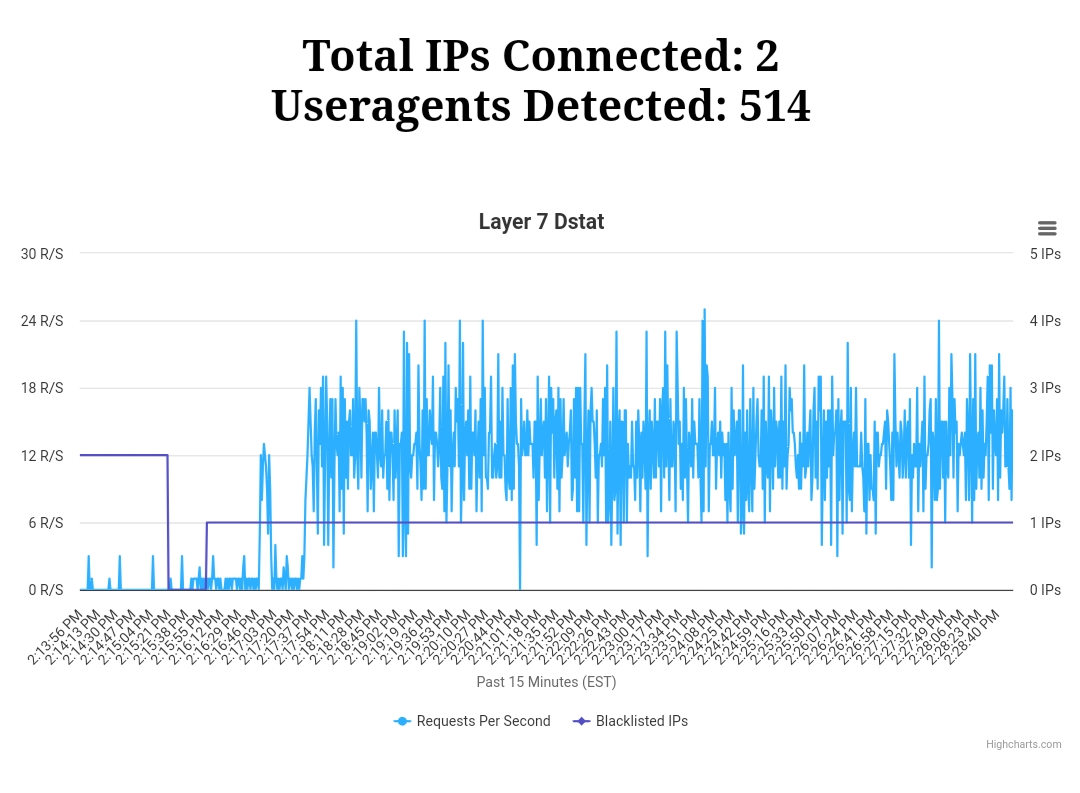 Total IPs Connected: 2
Useragents Detected: 514
Layer 7 Dstat
30 R/S
24 R/S
18 R/S
12 R/S
6 R/S
0 R/S
5 IPs
4 IPs
3 IPs
2 IPs
1 IPs
0 IPs
2:13:56 PM
2:14:13 PM
2:14:30 PM
2:14:47 PM
2:15:04 PM
2:15:21 PM
2:15:38 PM
2:15:55 PM
2:16:12 PM
2:16:29 PM
2:16:46 PM
2:17:03 PM
2:17:20 PM
2:17:37 PM
2:17:54 PM
2:18:11 PM
2:18:28 PM
2:18:45 PM
2:19:02 PM
2:19:19 PM
2:19:36 PM
2:19:53 PM
2:20:10 PM
2:20:27 PM
2:20:44 PM
2:21:01 PM
2:21:18 PM
2:21:35 PM
2:21:52 PM
2:22:09 PM
2:22:26 PM
2:22:43 PM
2:23:00 PM
2:23:17 PM
2:23:34 PM
2:23:51 PM
2:24:08 PM
2:24:25 PM
2:24:42 PM
2:24:59 PM
2:25:16 PM
2:25:33 PM
2:25:50 PM
2:26:07 PM
2:26:24 PM
2:26:41 PM
2:26:58 PM
2:27:15 PM
2:27:32 PM
2:27:49 PM
2:28:06 PM
2:28:23 PM
2:28:40 PM
Past 15 Minutes (EST)
Requests Per Second
Blacklisted IPs
Highcharts.com